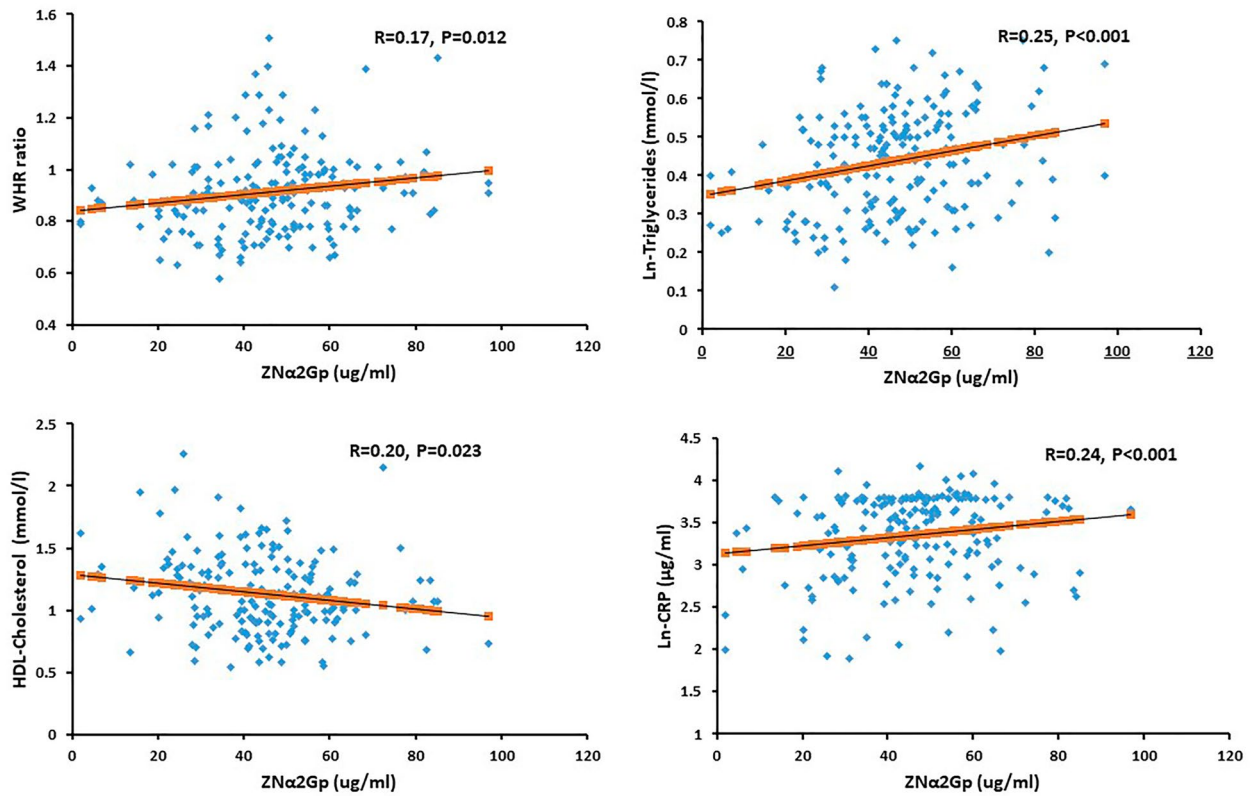 R=0.17, P=0.012
WHR ratio
1.6
1.4
1.2
1
0.8
0.6
0.4
0 20 40 60 80 100 120
ZNα2Gp (ug/ml)
R=0.25, P<0.001
Ln-Triglycerides (mmol/l)
0.8
0.7
0.6
0.5
0.4
0.3
0.2
0.1
0
0 20 40 60 80 100 120
ZNα2Gp (ug/ml)
R=0.20, P=0.023
HDL-Cholesterol (mmol/l)
2.5
2
1.5
1
0.5
0
0 20 40 60 80 100 120
ZNα2Gp (ug/ml)
R=0.24, P<0.001
Ln-CRP (µg/ml)
4.5
4
3.5
3
2.5
2
1.5
1
0 20 40 60 80 100 120
ZNα2Gp (ug/ml)